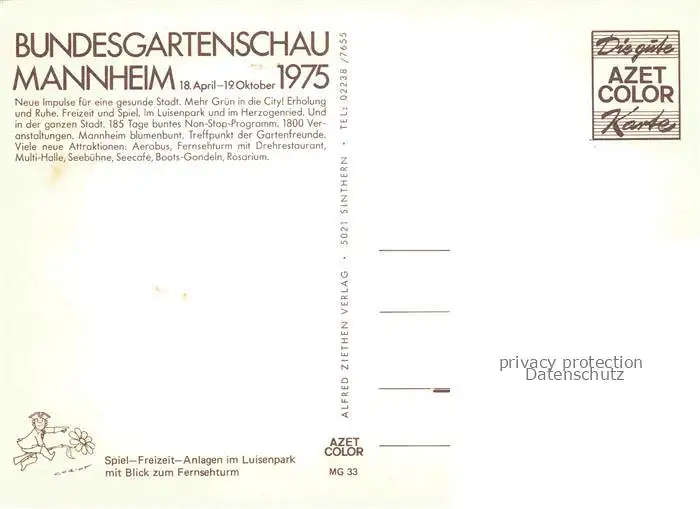 BUNDESGARTENSCHAU
MANNHEIM 18. April–19. Oktober 1975
Neue Impulse für eine gesunde Stadt. Mehr Grün in die City! Erholung
und Ruhe. Freizeit und Spiel. Im Luisenpark und im Herzogenried. Und
in der ganzen Stadt. 185 Tage buntes Non-Stop-Programm. 1800 Ver-
anstaltungen. Mannheim blumenbunt. Treffpunkt der Gartenfreunde.
Viele neue Attraktionen: Aerobus, Fernsehturm mit Drehrestaurant,
Multi-Halle, Seebühne, Seecafé, Boots-Gondeln, Rosarium.
Spiel–Freizeit–Anlagen im Luisenpark
mit Blick zum Fernsehturm
ALFRED ZIETHEN VERLAG · 5021 SINTHERN · TEL: 02238 /7655
AZET
COLOR
MG 33
Die gute
AZET
COLOR
Karte
privacy protection
Datenschutz